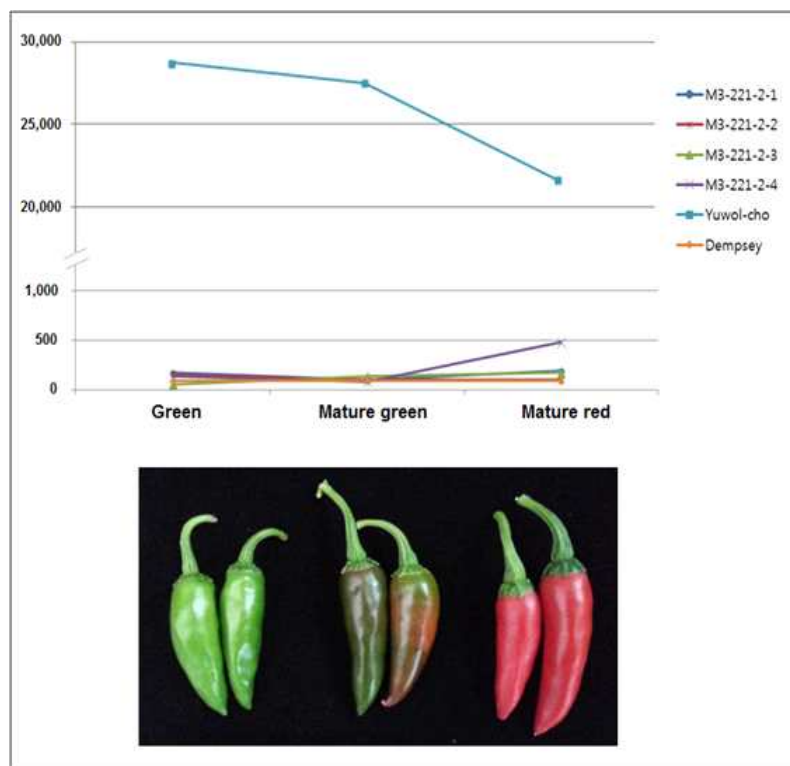 30,000
25,000
20,000
1,000
500
0
Green Mature green Mature red
M3-221-2-1
M3-221-2-2
M3-221-2-3
M3-221-2-4
Yuwol-cho
Dempsey